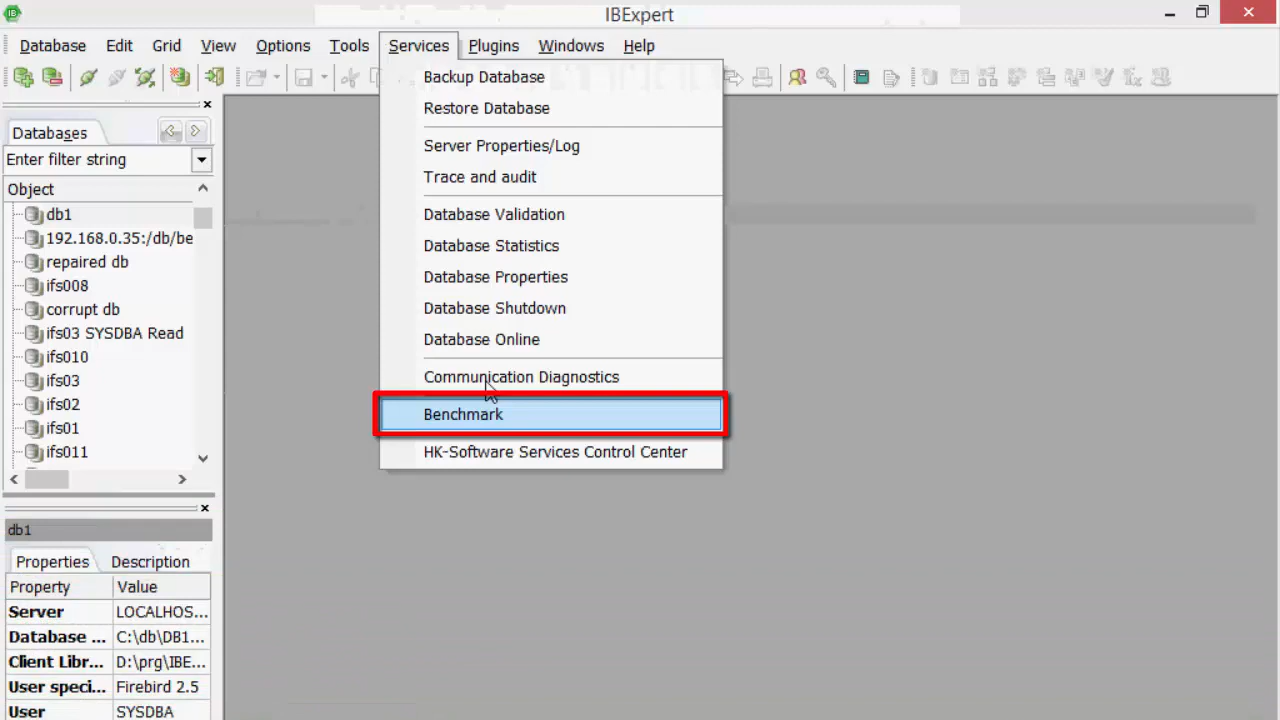 IB
IBExpert
Database Edit Grid View Options Tools Services Plugins Windows Help
Backup Database
Restore Database
Server Properties/Log
Trace and audit
Database Validation
Database Statistics
Database Properties
Database Shutdown
Database Online
Communication Diagnostics
Benchmark
HK-Software Services Control Center
Databases
Enter filter string
Object
db1
192.168.0.35:/db/be
repaired db
ifs008
corrupt db
ifs03 SYSDBA Read
ifs010
ifs03
ifs02
ifs01
ifs011
db1
Properties Description
Property Value
Server LOCALHOS...
Database ... C:\db\DB1...
Client Libr... D:\prg\IBE...
User speci... Firebird 2.5
User SYSDBA